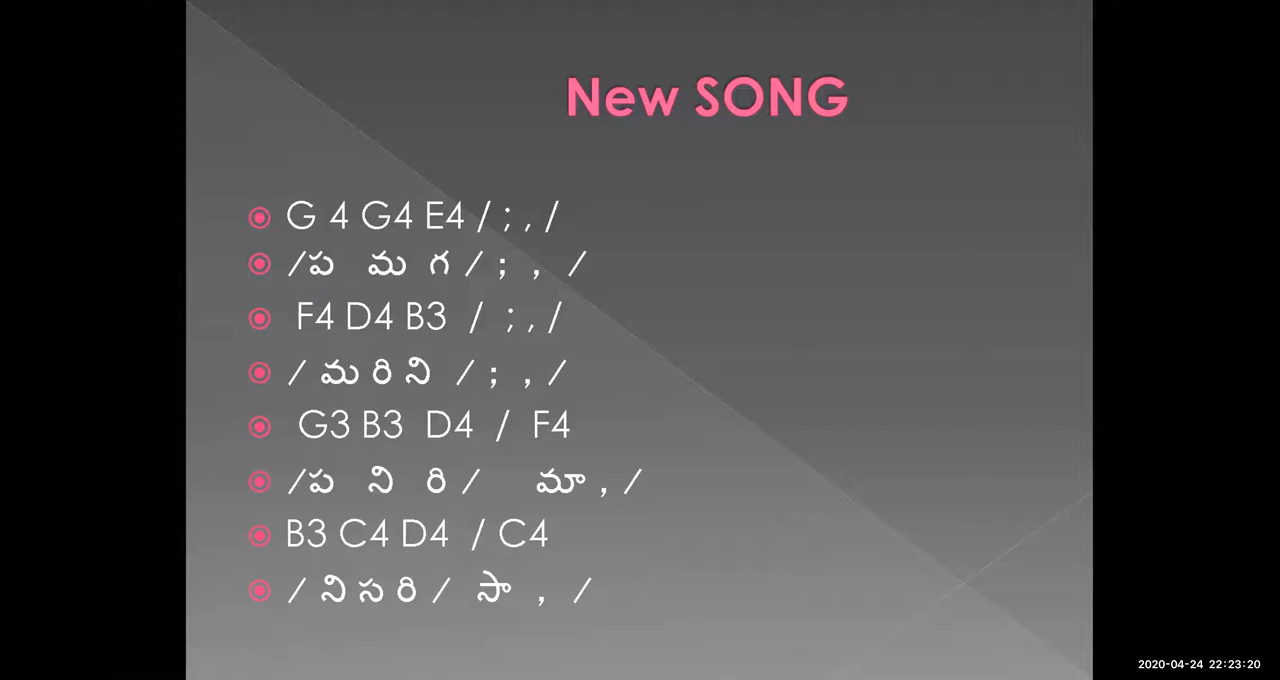 New SONG
G 4 G4 E4 / ; , /
/ప మ గ / ; , /
F4 D4 B3 / ; , /
/ మ రి ని / ; , /
G3 B3 D4 / F4
/ప ని రి / మా , /
B3 C4 D4 / C4
/ ని స రి / సా , /
2020-04-24 22:23:20